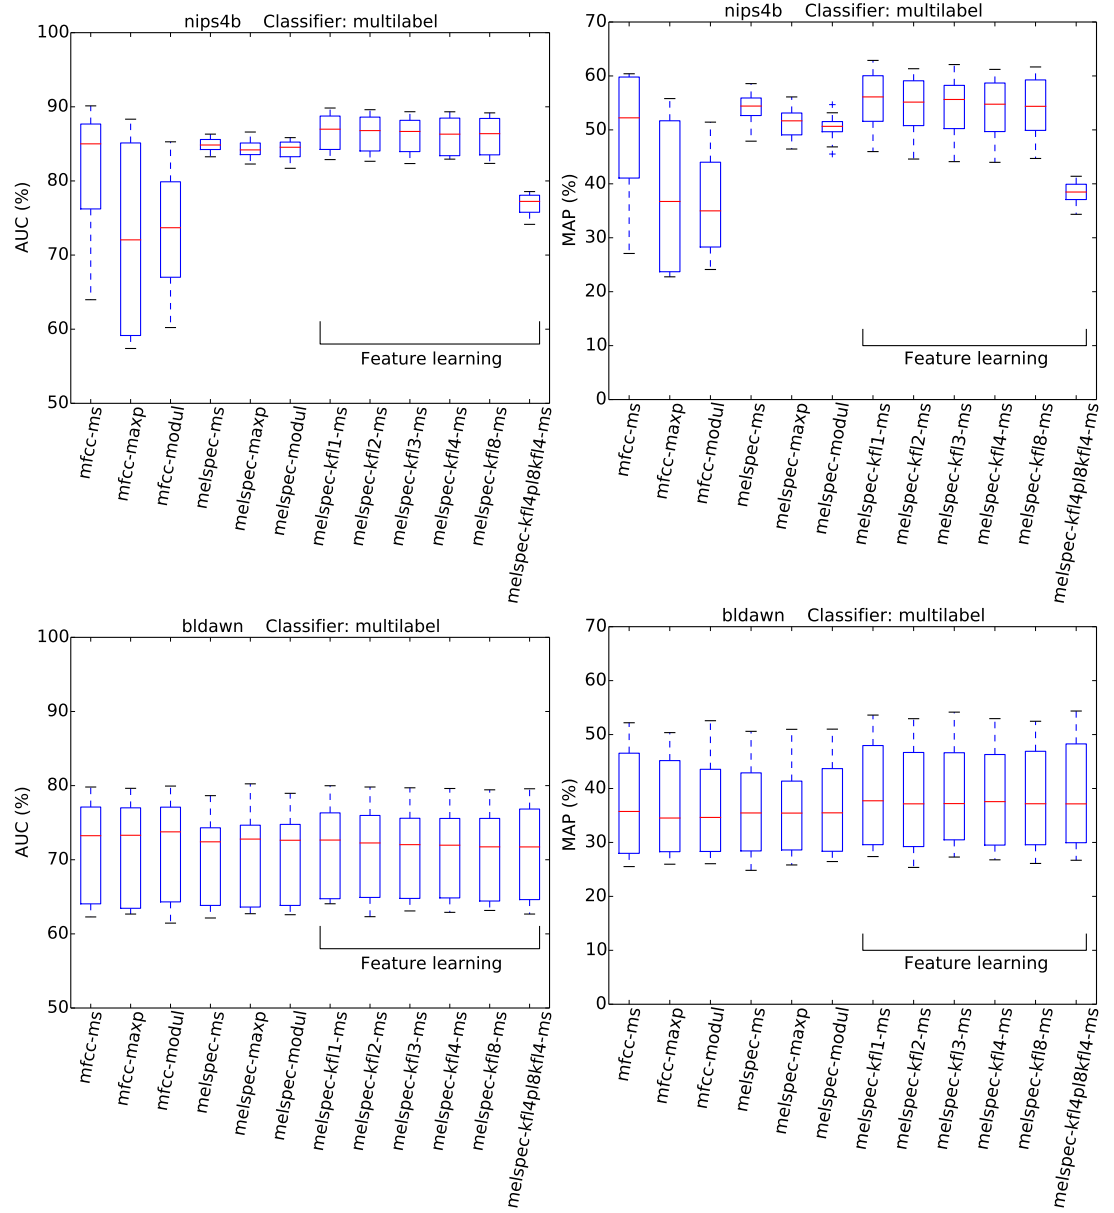 nips4b Classifier: multilabel
AUC (%)
100
90
80
70
60
50
Feature learning
mfcc-ms
mfcc-maxp
mfcc-modul
melspec-ms
melspec-maxp
melspec-modul
melspec-kfl1-ms
melspec-kfl2-ms
melspec-kfl3-ms
melspec-kfl4-ms
melspec-kfl8-ms
melspec-kfl4pl8kfl4-ms
nips4b Classifier: multilabel
MAP (%)
70
60
50
40
30
20
10
0
Feature learning
mfcc-ms
mfcc-maxp
mfcc-modul
melspec-ms
melspec-maxp
melspec-modul
melspec-kfl1-ms
melspec-kfl2-ms
melspec-kfl3-ms
melspec-kfl4-ms
melspec-kfl8-ms
melspec-kfl4pl8kfl4-ms
bldawn Classifier: multilabel
AUC (%)
100
90
80
70
60
50
Feature learning
mfcc-ms
mfcc-maxp
mfcc-modul
melspec-ms
melspec-maxp
melspec-modul
melspec-kfl1-ms
melspec-kfl2-ms
melspec-kfl3-ms
melspec-kfl4-ms
melspec-kfl8-ms
melspec-kfl4pl8kfl4-ms
bldawn Classifier: multilabel
MAP (%)
70
60
50
40
30
20
10
0
Feature learning
mfcc-ms
mfcc-maxp
mfcc-modul
melspec-ms
melspec-maxp
melspec-modul
melspec-kfl1-ms
melspec-kfl2-ms
melspec-kfl3-ms
melspec-kfl4-ms
melspec-kfl8-ms
melspec-kfl4pl8kfl4-ms